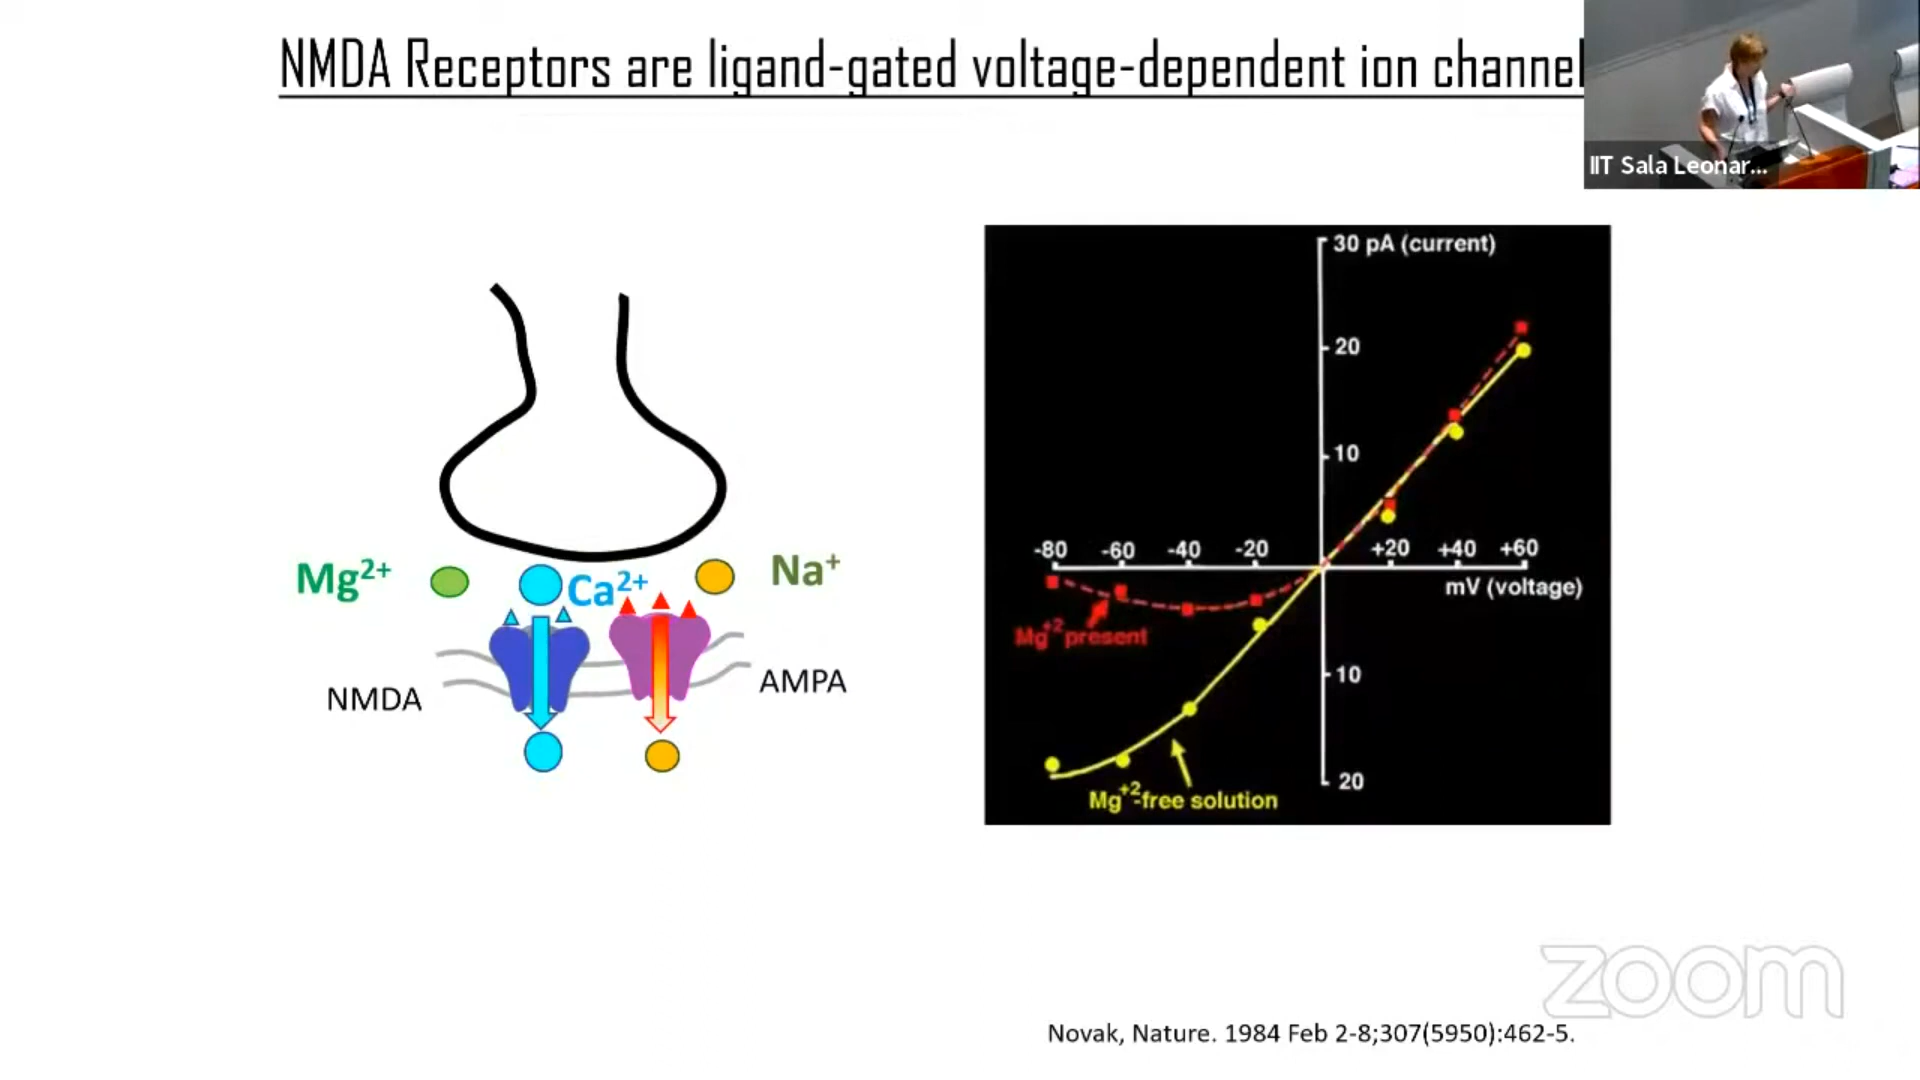 NMDA Receptors are ligand-gated voltage-dependent ion channel
IIT Sala Leonar...
30 pA (current)
20
10
-80 -60 -40 -20 +20 +40 +60
mV (voltage)
Mg+2 present
10
20
Mg+2-free solution
Mg2+
Ca2+
Na+
NMDA
AMPA
zoom
Novak, Nature. 1984 Feb 2-8;307(5950):462-5.